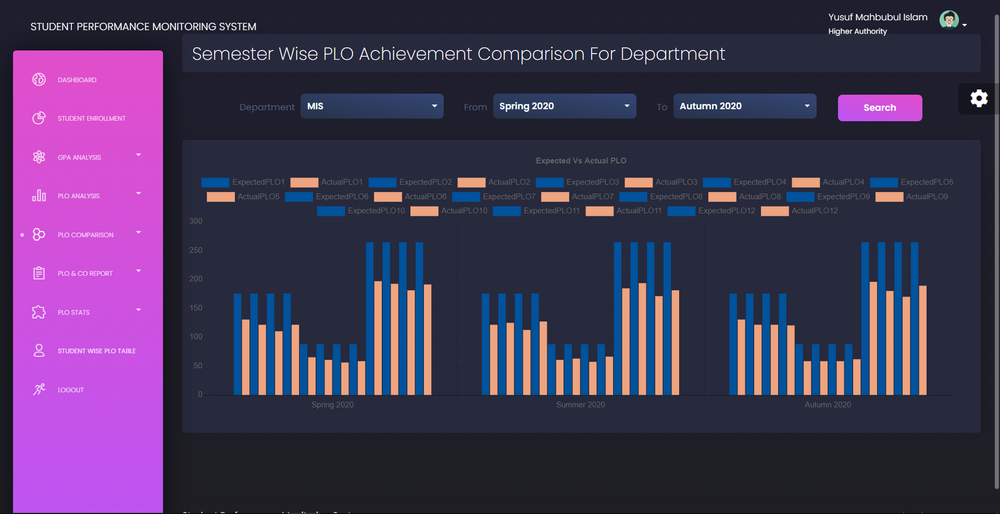 STUDENT PERFORMANCE MONITORING SYSTEM
Yusuf Mahbubul Islam
Higher Authority
DASHBOARD
STUDENT ENROLLMENT
GPA ANALYSIS
PLO ANALYSIS
PLO COMPARISON
PLO & CO REPORT
PLO STATS
STUDENT WISE PLO TABLE
LOGOUT
Semester Wise PLO Achievement Comparison For Department
Department MIS From Spring 2020 To Autumn 2020 Search
Expected Vs Actual PLO
ExpectedPLO1 ActualPLO1 ExpectedPLO2 ActualPLO2 ExpectedPLO3 ActualPLO3 ExpectedPLO4 ActualPLO4 ExpectedPLO5
ActualPLO5 ExpectedPLO6 ActualPLO6 ExpectedPLO7 ActualPLO7 ExpectedPLO8 ActualPLO8 ExpectedPLO9 ActualPLO9
ExpectedPLO10 ActualPLO10 ExpectedPLO11 ActualPLO11 ExpectedPLO12 ActualPLO12
300
250
200
150
100
50
0
Spring 2020 Summer 2020 Autumn 2020